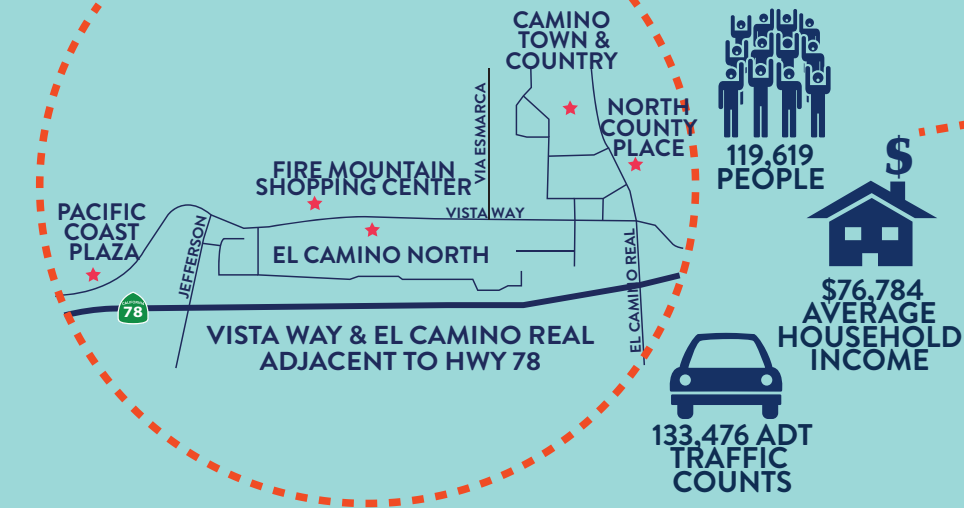 CAMINO
TOWN &
COUNTRY
NORTH
COUNTY
PLACE
VIA ESMARCA
FIRE MOUNTAIN
SHOPPING CENTER
VISTA WAY
PACIFIC
COAST
PLAZA
JEFFERSON
EL CAMINO NORTH
EL CAMINO REAL
CALIFORNIA
78
VISTA WAY & EL CAMINO REAL
ADJACENT TO HWY 78
119,619
PEOPLE
$
$76,784
AVERAGE
HOUSEHOLD
INCOME
133,476 ADT
TRAFFIC
COUNTS